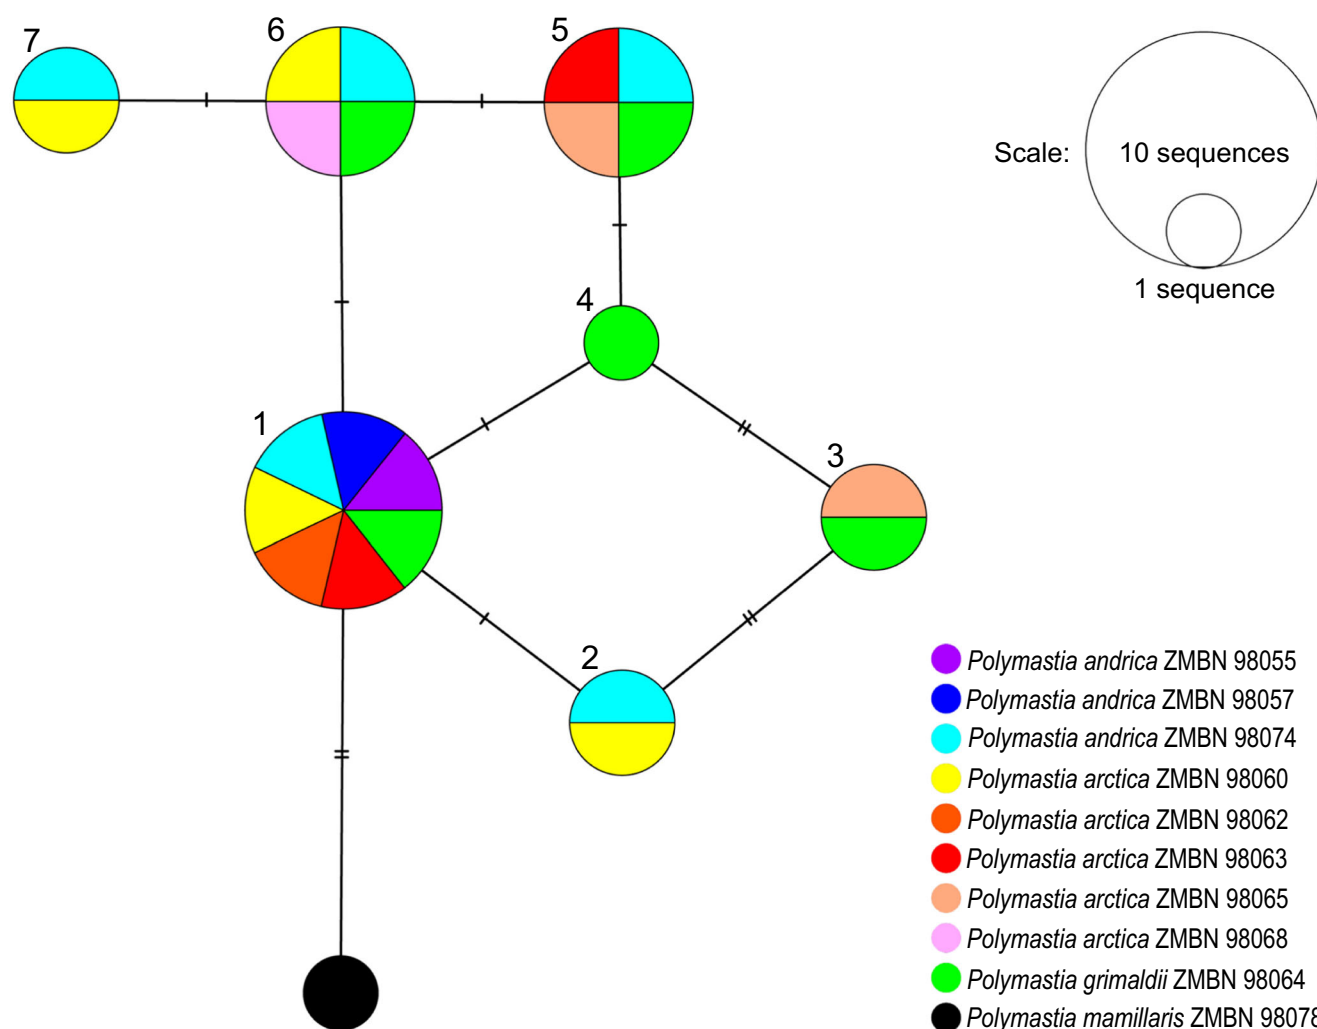 7
6
5
Scale:
10 sequences
1 sequence
4
1
3
2
Polymastia andrica ZMBN 98055
Polymastia andrica ZMBN 98057
Polymastia andrica ZMBN 98074
Polymastia arctica ZMBN 98060
Polymastia arctica ZMBN 98062
Polymastia arctica ZMBN 98063
Polymastia arctica ZMBN 98065
Polymastia arctica ZMBN 98068
Polymastia grimaldii ZMBN 98064
Polymastia mamillaris ZMBN 98078